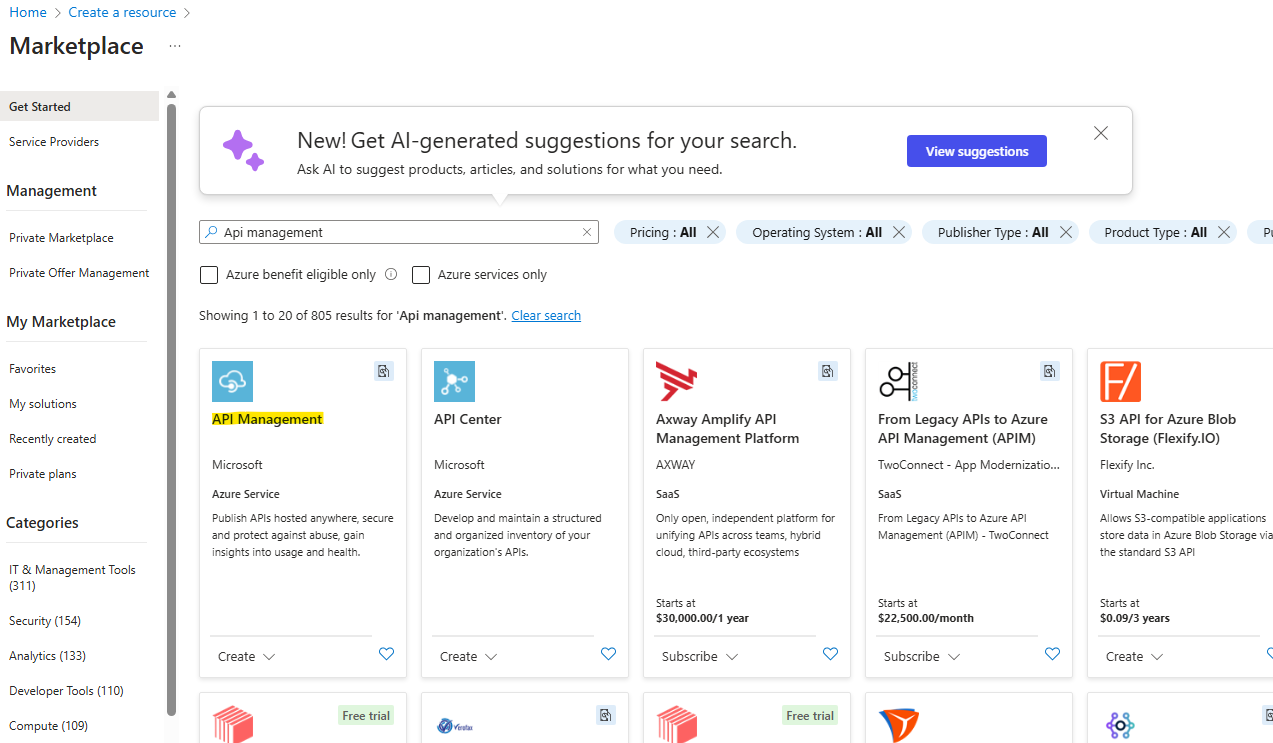 Home > Create a resource >
Marketplace ...
Get Started
Service Providers
Management
Private Marketplace
Private Offer Management
My Marketplace
Favorites
My solutions
Recently created
Private plans
Categories
IT & Management Tools
(311)
Security (154)
Analytics (133)
Developer Tools (110)
Compute (109)
New! Get AI-generated suggestions for your search.
Ask AI to suggest products, articles, and solutions for what you need.
View suggestions
Api management
Pricing : All
Operating System : All
Publisher Type : All
Product Type : All
Azure benefit eligible only
Azure services only
Showing 1 to 20 of 805 results for 'Api management'. Clear search
API Management
Microsoft
Azure Service
Publish APIs hosted anywhere, secure
and protect against abuse, gain
insights into usage and health.
Create
API Center
Microsoft
Azure Service
Develop and maintain a structured
and organized inventory of your
organization's APIs.
Create
Axway Amplify API
Management Platform
AXWAY
SaaS
Only open, independent platform for
unifying APIs across teams, hybrid
cloud, third-party ecosystems
Starts at
$30,000.00/1 year
Subscribe
twoconnect
From Legacy APIs to Azure
API Management (APIM)
TwoConnect - App Modernizatio...
SaaS
From Legacy APIs to Azure API
Management (APIM) - TwoConnect
Starts at
$22,500.00/month
Subscribe
F/
S3 API for Azure Blob
Storage (Flexify.IO)
Flexify Inc.
Virtual Machine
Allows S3-compatible applications
store data in Azure Blob Storage via
the standard S3 API
Starts at
$0.09/3 years
Create
Free trial
Free trial